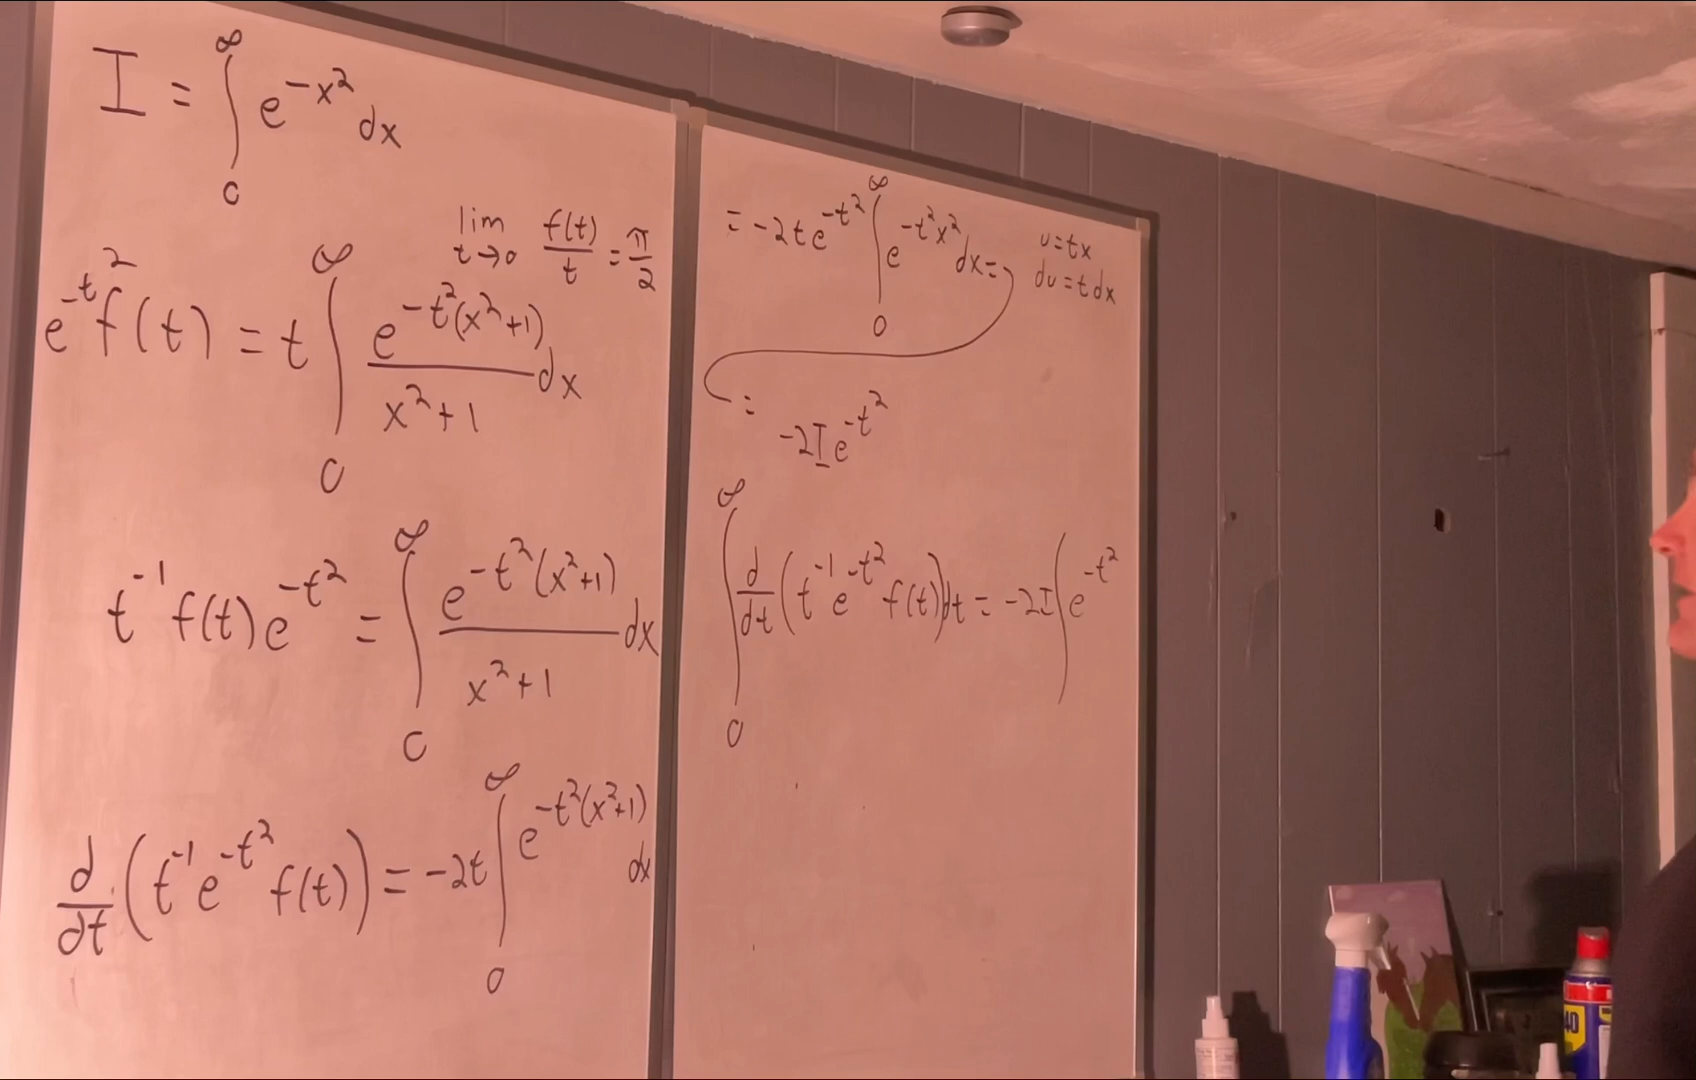 I = ∫₀^∞ e^{-x²} dx
lim_{t→0} f(t)/t = π/2
e^{-t²} f(t) = t ∫₀^∞ e^{-t²(x²+1)}/(x²+1) dx
t^{-1} f(t) e^{-t²} = ∫₀^∞ e^{-t²(x²+1)}/(x²+1) dx
d/dt (t^{-1} e^{-t²} f(t)) = -2t ∫₀^∞ e^{-t²(x²+1)} dx
= -2te^{-t²} ∫₀^∞ e^{-t²x²} dx =
u = tx
du = t dx
= -2I e^{-t²}
∫₀^∞ d/dt (t^{-1} e^{-t²} f(t)) dt = -2I ∫ e^{-t²}
40